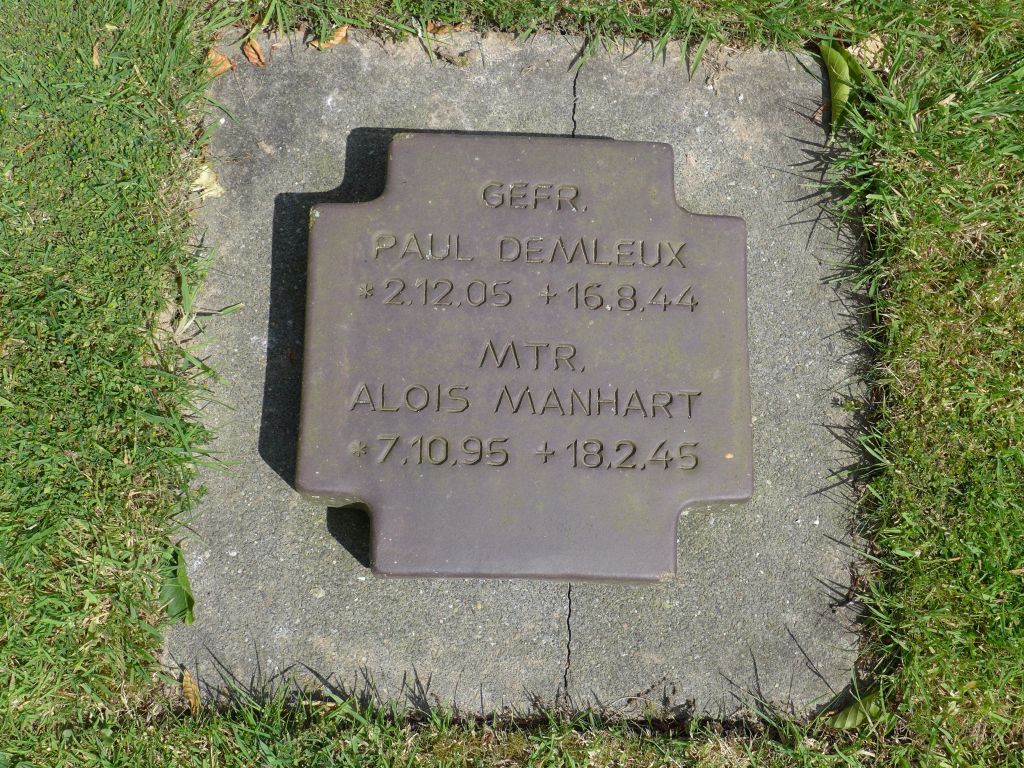 GEFR.
PAUL DEMLEUX
*2.12.05 +16.8.44
MTR.
ALOIS MANHART
*7.10.95 +18.2.45